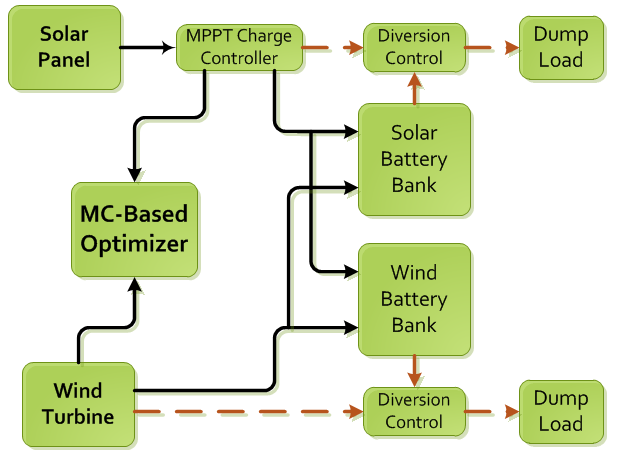 Solar
Panel
MPPT Charge
Controller
Diversion
Control
Dump
Load
Solar
Battery
Bank
MC-Based
Optimizer
Wind
Battery
Bank
Wind
Turbine
Diversion
Control
Dump
Load